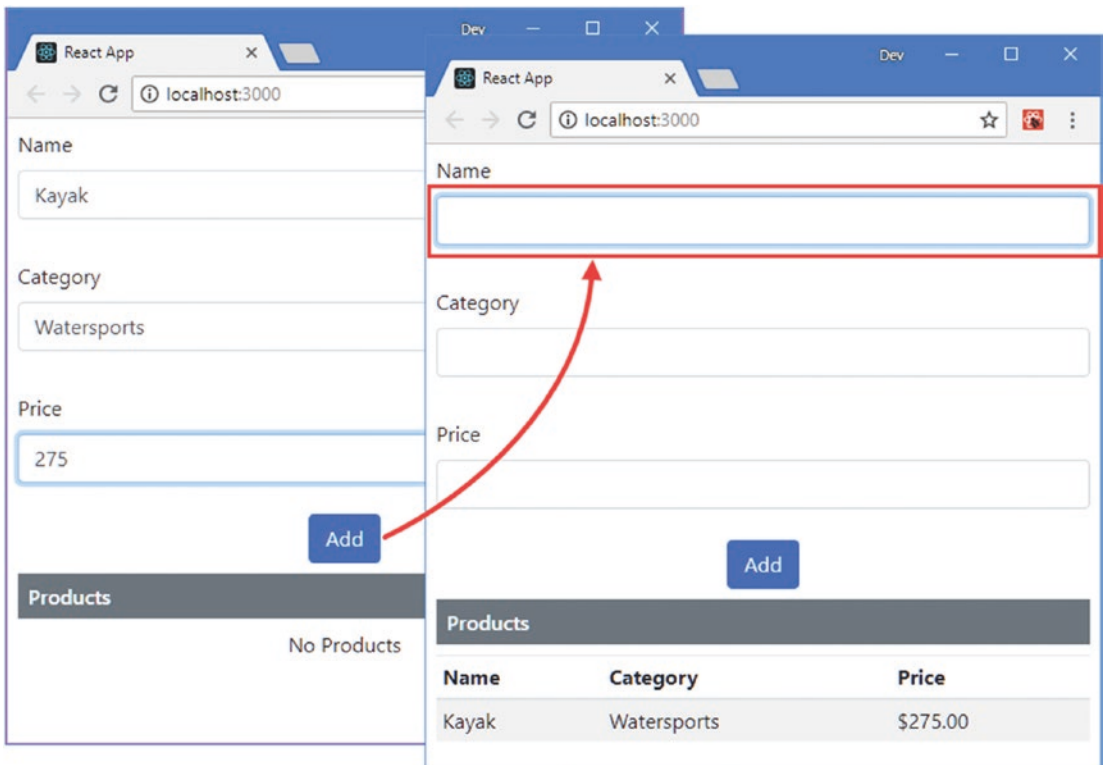 Dev
React App
localhost:3000
Name
Kayak
Category
Watersports
Price
275
Add
Products
No Products
Dev
React App
localhost:3000
Name
Category
Price
Add
Products
Name Category Price
Kayak Watersports $275.00